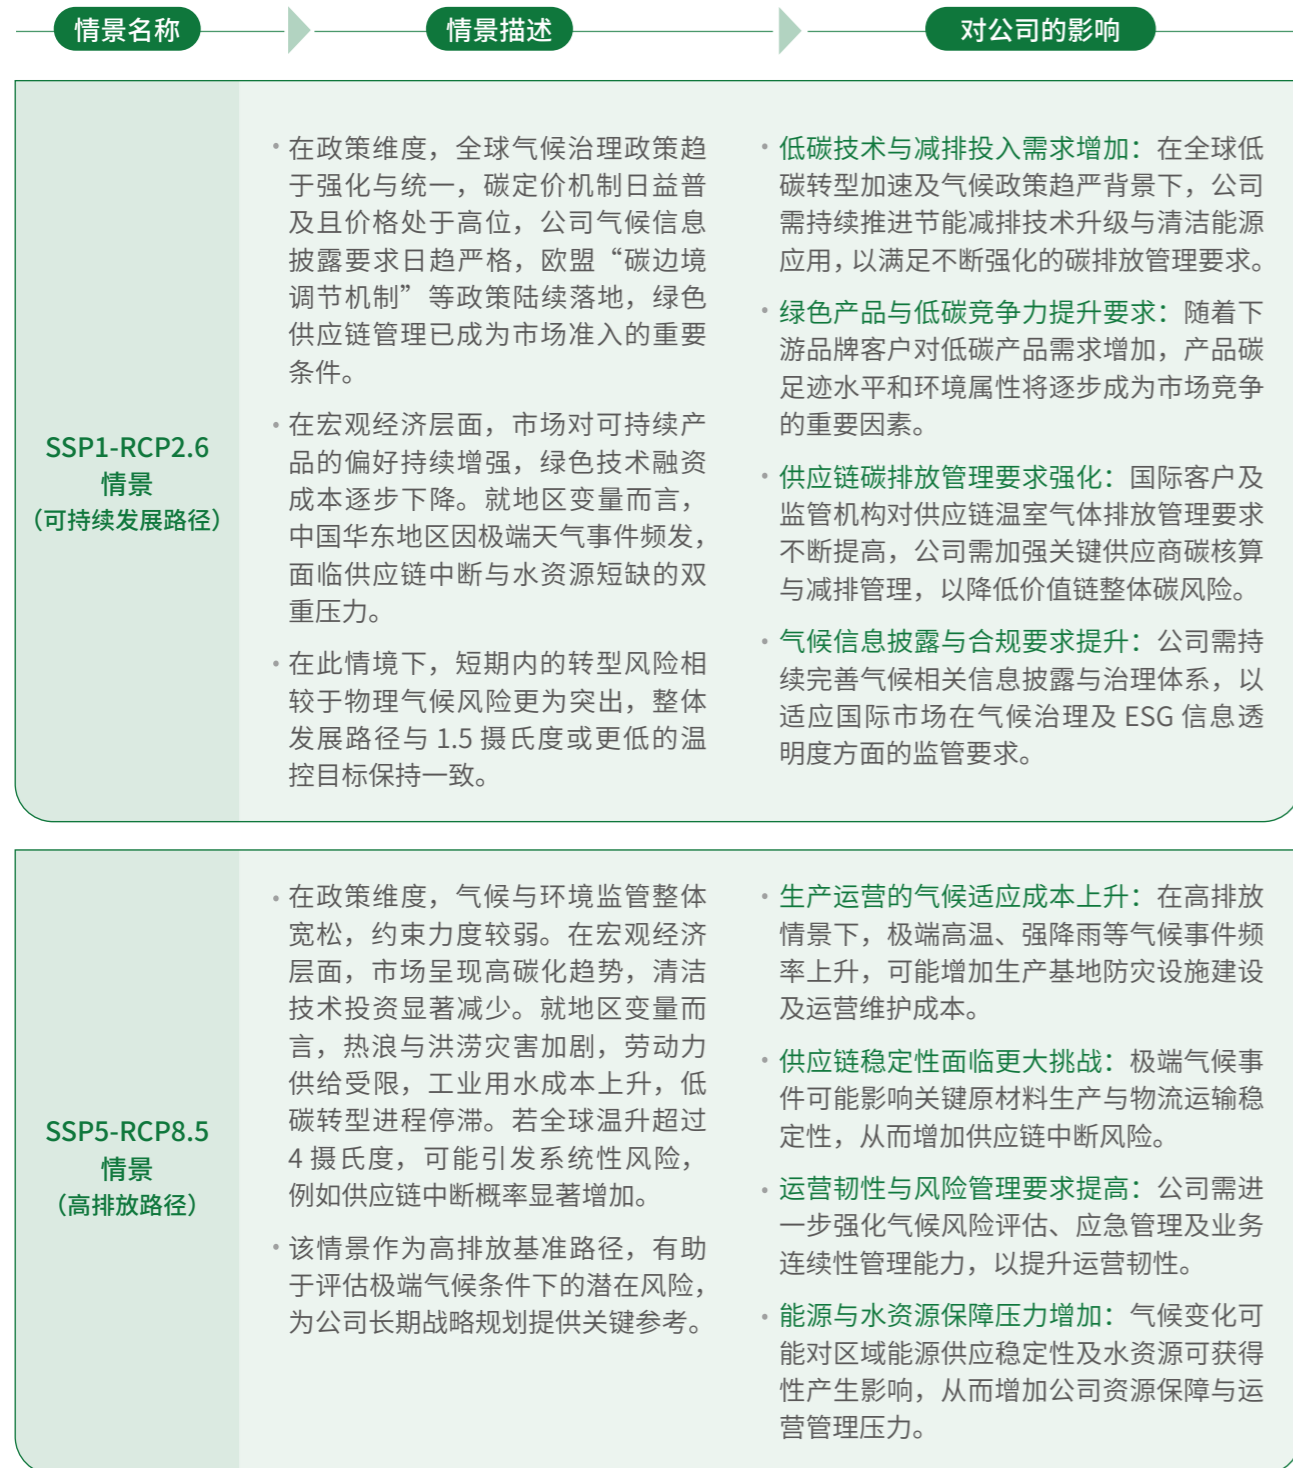 情景名称
情景描述
对公司的影响
SSP1-RCP2.6
情景
（可持续发展路径）
·在政策维度，全球气候治理政策趋
于强化与统一，碳定价机制日益普
及且价格处于高位，公司气候信息
披露要求日趋严格，欧盟“碳边境
调节机制”等政策陆续落地，绿色
供应链管理已成为市场准入的重要
条件。
·在宏观经济层面，市场对可持续产
品的偏好持续增强，绿色技术融资
成本逐步下降。就地区变量而言，
中国华东地区因极端天气事件频发，
面临供应链中断与水资源短缺的双
重压力。
·在此情境下，短期内的转型风险相
较于物理气候风险更为突出，整体
发展路径与 1.5 摄氏度或更低的温
控目标保持一致。
·低碳技术与减排投入需求增加：在全球低
碳转型加速及气候政策趋严背景下，公司
需持续推进节能减排技术升级与清洁能源
应用，以满足不断强化的碳排放管理要求。
·绿色产品与低碳竞争力提升要求：随着下
游品牌客户对低碳产品需求增加，产品碳
足迹水平和环境属性将逐步成为市场竞争
的重要因素。
·供应链碳排放管理要求强化：国际客户及
监管机构对供应链温室气体排放管理要求
不断提高，公司需加强关键供应商碳核算
与减排管理，以降低价值链整体碳风险。
·气候信息披露与合规要求提升：公司需持
续完善气候相关信息披露与治理体系，以
适应国际市场在气候治理及 ESG 信息透
明度方面的监管要求。
SSP5-RCP8.5
情景
（高排放路径）
·在政策维度，气候与环境监管整体
宽松，约束力度较弱。在宏观经济
层面，市场呈现高碳化趋势，清洁
技术投资显著减少。就地区变量而
言，热浪与洪涝灾害加剧，劳动力
供给受限，工业用水成本上升，低
碳转型进程停滞。若全球温升超过
4 摄氏度，可能引发系统性风险，
例如供应链中断概率显著增加。
·该情景作为高排放基准路径，有助
于评估极端气候条件下的潜在风险，
为公司长期战略规划提供关键参考。
·生产运营的气候适应成本上升：在高排放
情景下，极端高温、强降雨等气候事件频
率上升，可能增加生产基地防灾设施建设
及运营维护成本。
·供应链稳定性面临更大挑战：极端气候事
件可能影响关键原材料生产与物流运输稳
定性，从而增加供应链中断风险。
·运营韧性与风险管理要求提高：公司需进
一步强化气候风险评估、应急管理及业务
连续性管理能力，以提升运营韧性。
·能源与水资源保障压力增加：气候变化可
能对区域能源供应稳定性及水资源可获得
性产生影响，从而增加公司资源保障与运
营管理压力。